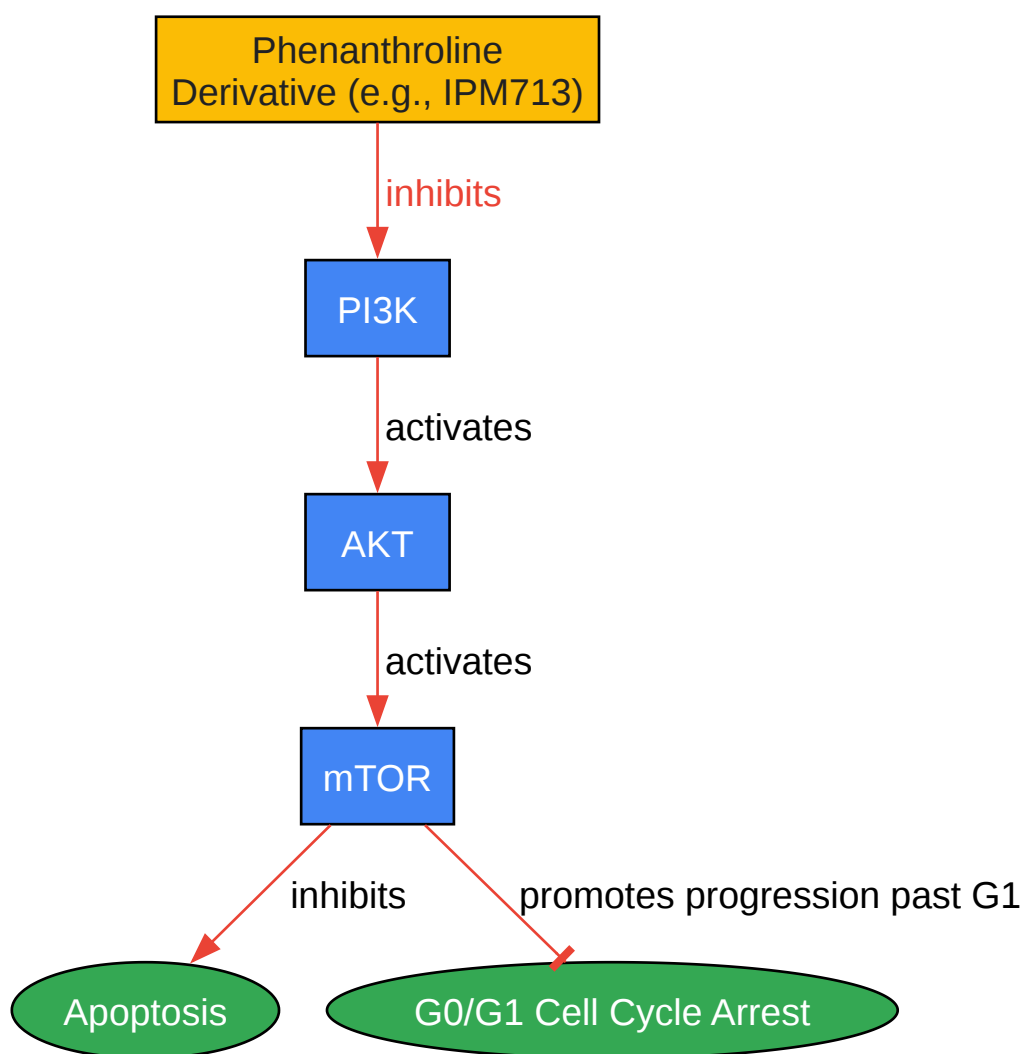 Phenanthroline
Derivative (e.g., IPM713)
inhibits
PI3K
activates
AKT
activates
mTOR
inhibits
promotes progression past G1
Apoptosis
G0/G1 Cell Cycle Arrest